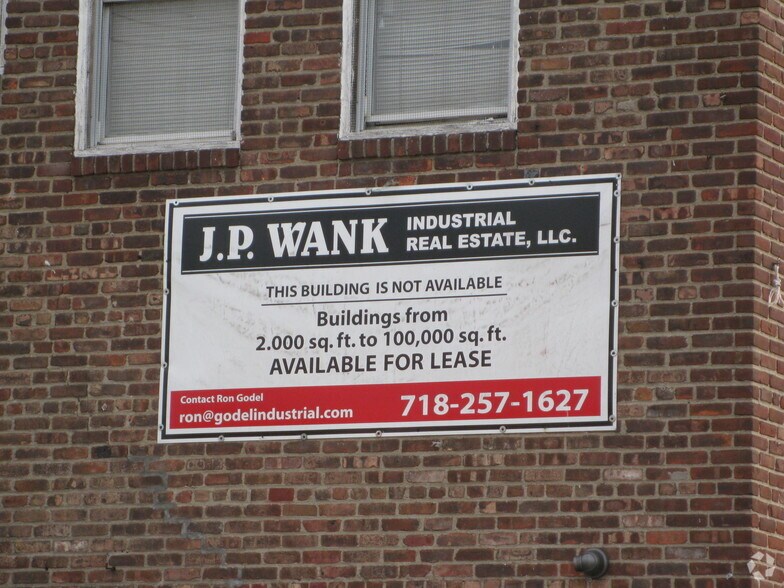 J.P. WANK INDUSTRIAL
REAL ESTATE, LLC.
THIS BUILDING IS NOT AVAILABLE
Buildings from
2.000 sq. ft. to 100,000 sq. ft.
AVAILABLE FOR LEASE
Contact Ron Godel
ron@godelindustrial.com
718-257-1627